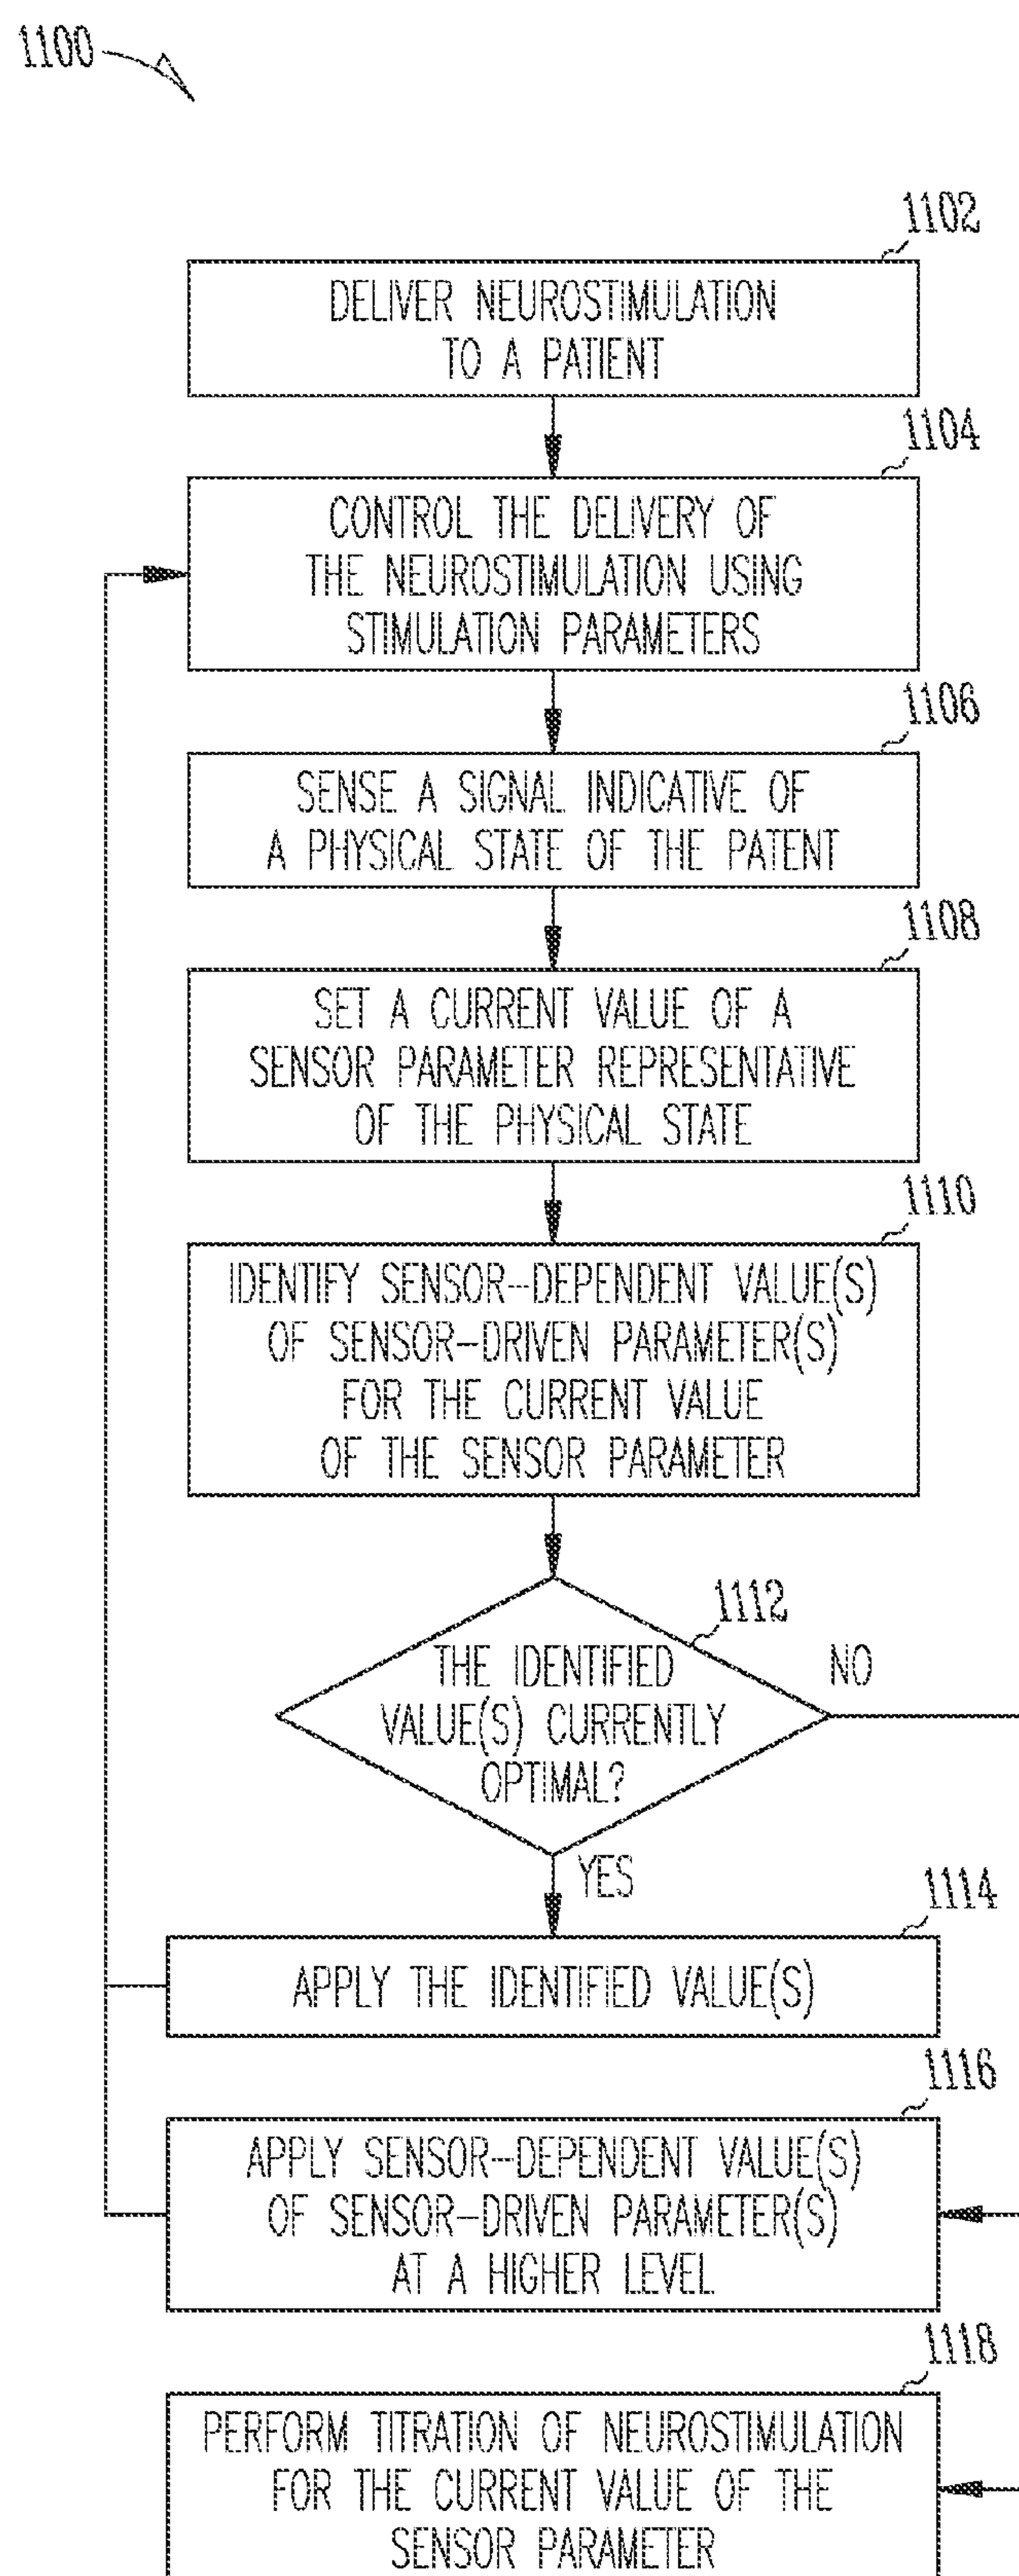 1100
1102
DELIVER NEUROSTIMULATION
TO A PATIENT
1104
CONTROL THE DELIVERY OF
THE NEUROSTIMULATION USING
STIMULATION PARAMETERS
1106
SENSE A SIGNAL INDICATIVE OF
A PHYSICAL STATE OF THE PATENT
1108
SET A CURRENT VALUE OF A
SENSOR PARAMETER REPRESENTATIVE
OF THE PHYSICAL STATE
1110
IDENTIFY SENSOR-DEPENDENT VALUE(S)
OF SENSOR-DRIVEN PARAMETER(S)
FOR THE CURRENT VALUE
OF THE SENSOR PARAMETER
1112
THE IDENTIFIED
VALUE(S) CURRENTLY
OPTIMAL?
NO
YES
1114
APPLY THE IDENTIFIED VALUE(S)
1116
APPLY SENSOR-DEPENDENT VALUE(S)
OF SENSOR-DRIVEN PARAMETER(S)
AT A HIGHER LEVEL
1118
PERFORM TITRATION OF NEUROSTIMULATION
FOR THE CURRENT VALUE OF THE
SENSOR PARAMETER